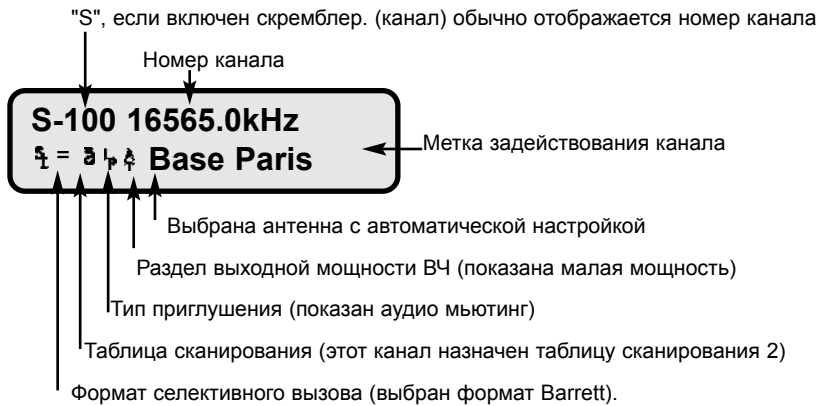 "S", если включен скремблер. (канал) обычно отображается номер канала
Номер канала
S-100 16565.0kHz
= Base Paris
Метка задействования канала
Выбрана антенна с автоматической настройкой
Раздел выходной мощности ВЧ (показана малая мощность)
Тип приглушения (показан аудио мьютинг)
Таблица сканирования (этот канал назначен таблицу сканирования 2)
Формат селективного вызова (выбран формат Barrett).